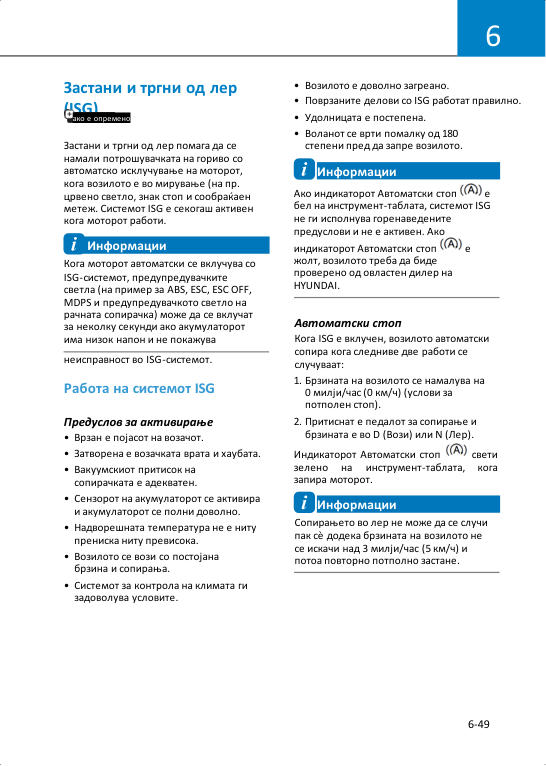 6
Застани и тргни од лер
(ISG)
ако е опремено
Застани и тргни од лер помага да се
намали потрошувачката на гориво со
автоматско исклучување на моторот,
кога возилото е во мирување (на пр.
црвено светло, знак стоп и сообраќаен
метеж. Системот ISG е секогаш активен
кога моторот работи.
i Информации
Кога моторот автоматски се вклучува со
ISG-системот, предупредувачките
светла (на пример за ABS, ESC, ESC OFF,
MDPS и предупредувачкото светло на
рачната сопирачка) може да се вклучат
за неколку секунди ако акумулаторот
има низок напон и не покажува
неисправност во ISG-системот.
Работа на системот ISG
Предуслов за активирање
• Врзан е појасот на возачот.
• Затворена е возачката врата и хаубата.
• Вакуумскиот притисок на
сопирачката е адекватен.
• Сензорот на акумулаторот се активира
и акумулаторот се полни доволно.
• Надворешната температура не е ниту
прениска ниту превисока.
• Возилото се вози со постојана
брзина и сопирања.
• Системот за контрола на климата ги
задоволува условите.
• Возилото е доволно загреано.
• Поврзаните делови со ISG работат правилно.
• Удолницата е постепена.
• Воланот се врти помалку од 180
степени пред да запре возилото.
i Информации
Ако индикаторот Автоматски стоп (A) е
бел на инструмент-таблата, системот ISG
не ги исполнува горенаведените
предуслови и не е активен. Ако
индикаторот Автоматски стоп (A) е
жолт, возилото треба да биде
проверено од овластен дилер на
HYUNDAI.
Автоматски стоп
Кога ISG е вклучен, возилото автоматски
сопира кога следниве две работи се
случуваат:
1. Брзината на возилото се намалува на
0 милји/час (0 км/ч) (услови за
потполен стоп).
2. Притиснат е педалот за сопирање и
брзината е во D (Вози) или N (Лер).
Индикаторот Автоматски стоп (A) свети
зелено на инструмент-таблата, кога
запира моторот.
i Информации
Сопирањето во лер не може да се случи
пак сѐ додека брзината на возилото не
се искачи над 3 милји/час (5 км/ч) и
потоа повторно потполно застане.
6-49